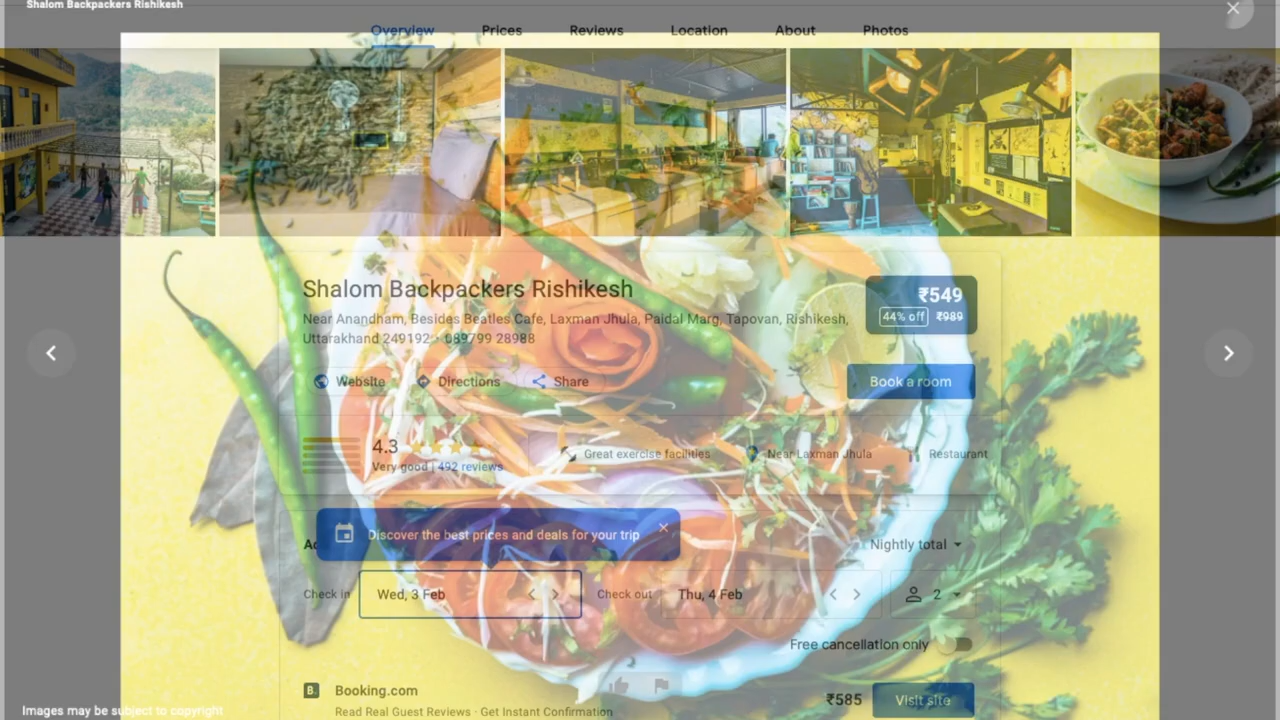 Shalom Backpackers Rishikesh
Overview Prices Reviews Location About Photos
Shalom Backpackers Rishikesh
₹549
44% off ₹989
Near Anandham, Besides Beatles Cafe, Laxman Jhula, Paidal Marg, Tapovan, Rishikesh,
Uttarakhand 249192 · 089799 28988
Website Directions Share
Book a room
4.3
Very good | 492 reviews
Great exercise facilities Near Laxman Jhula Restaurant
Discover the best prices and deals for your trip
Nightly total
Check in Wed, 3 Feb Check out Thu, 4 Feb 2
Free cancellation only
B. Booking.com
₹585 Visit site
Read Real Guest Reviews · Get Instant Confirmation
Images may be subject to copyright